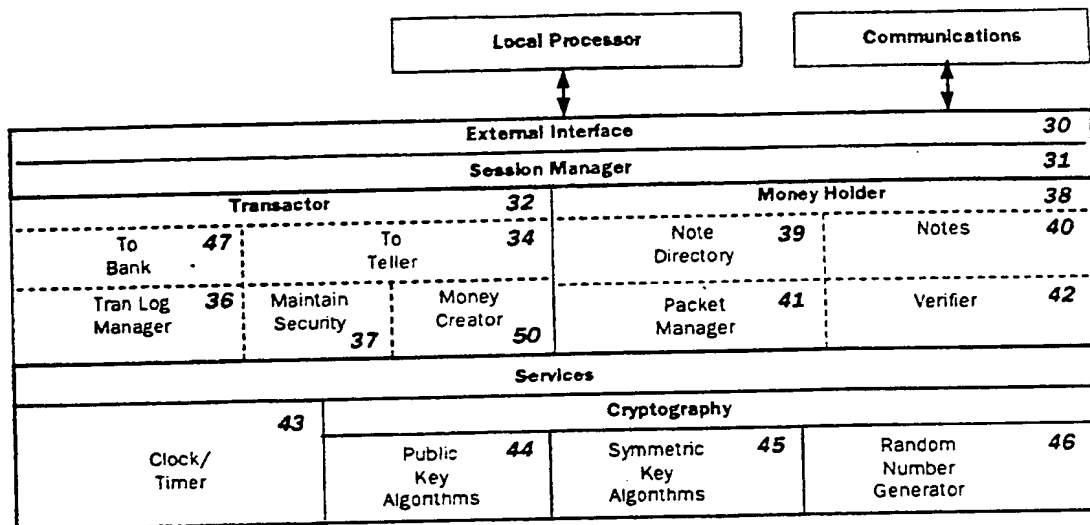 Local Processor
Communications
External Interface 30
Session Manager 31
Transactor 32
Money Holder 38
To Bank 47
To Teller 34
Note Directory 39
Notes 40
Tran Log Manager 36
Maintain Security 37
Money Creator 50
Packet Manager 41
Verifier 42
Services
43
Clock/
Timer
Cryptography
Public Key Algorithms 44
Symmetric Key Algorithms 45
Random Number Generator 46